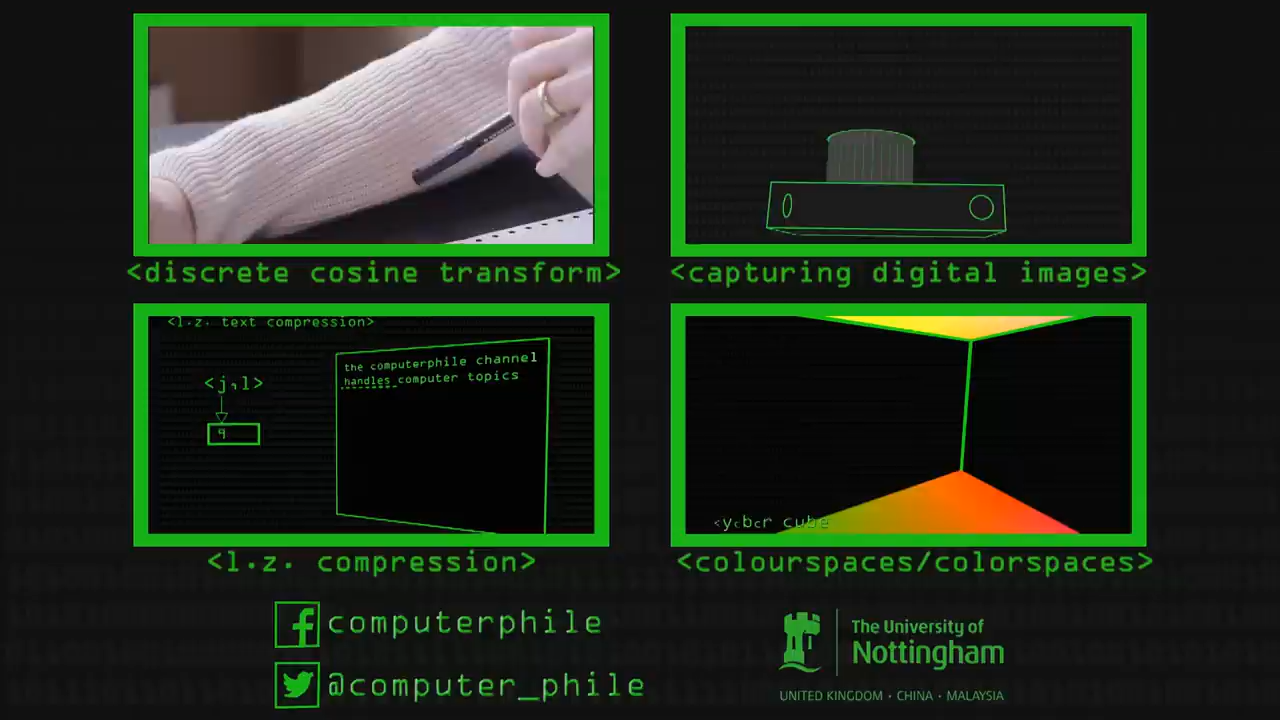 <discrete cosine transform>
<capturing digital images>
<l.z. text compression>
the computerphile channel
handles computer topics
<j,l>
9
<ycbcr cube
<l.z. compression>
<colourspaces/colorspaces>
computerphile
@computer_phile
The University of
Nottingham
UNITED KINGDOM · CHINA · MALAYSIA